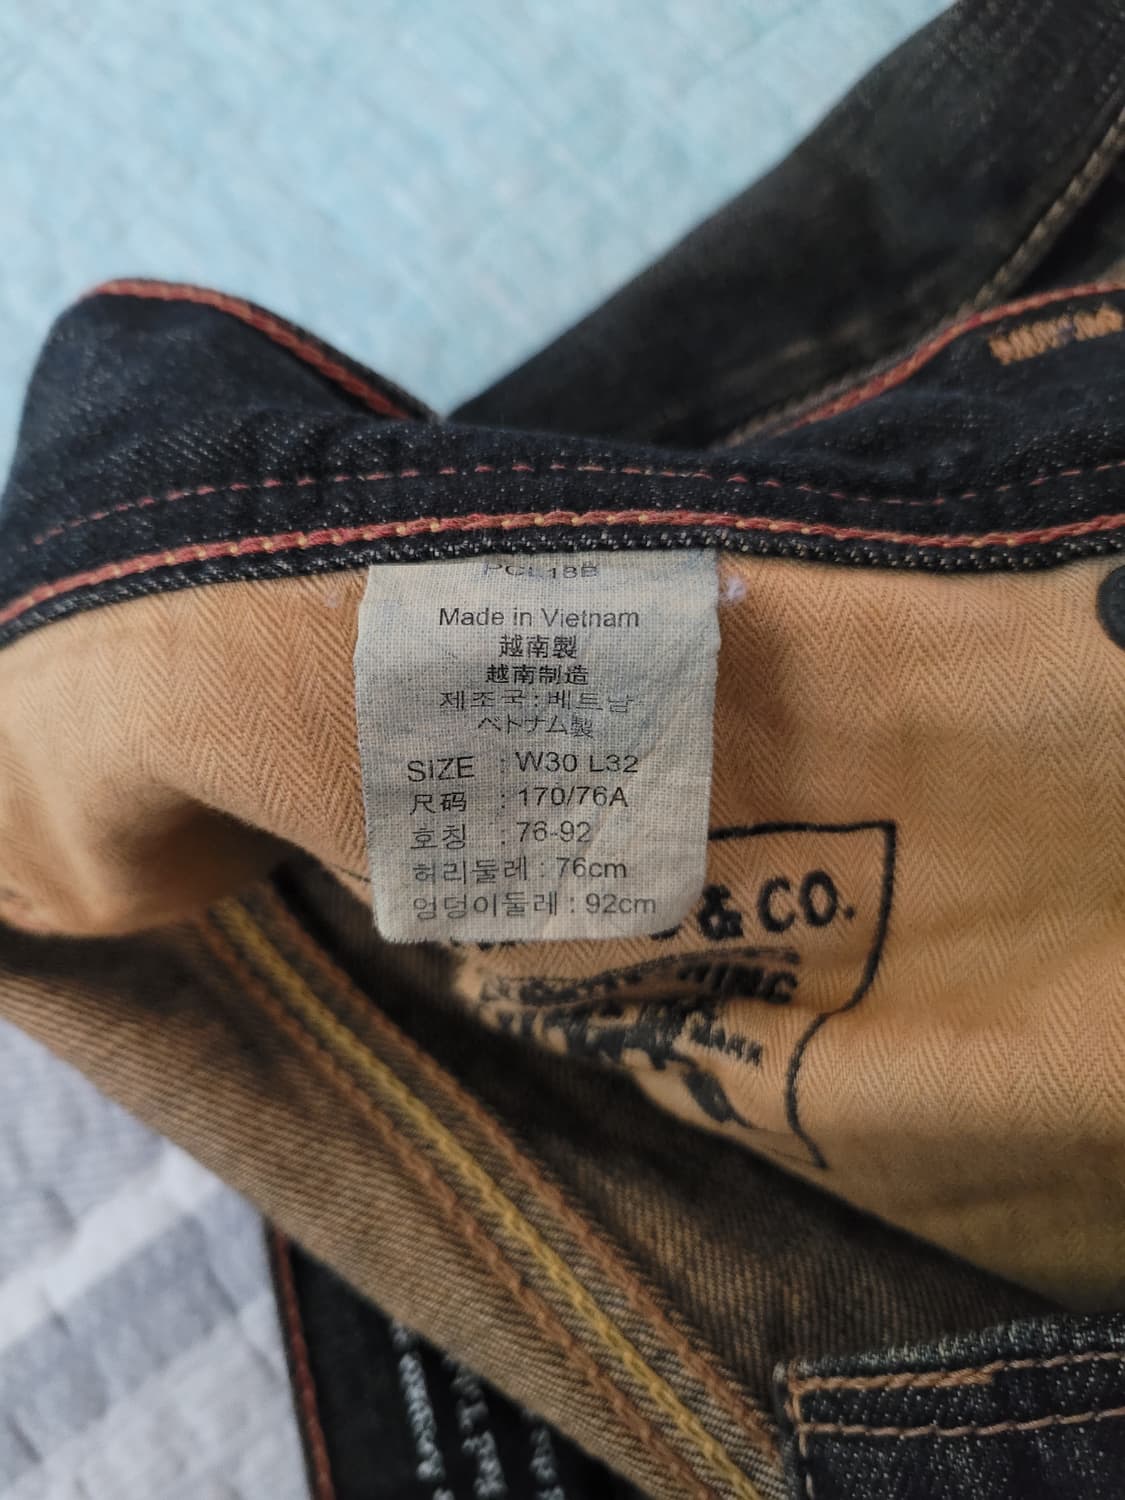 PCL18B
Made in Vietnam
越南製
越南制造
제조국:베트남
ベトナム製
SIZE : W30 L32
尺码 : 170/76A
호칭 : 76-92
허리둘레 : 76cm
엉덩이둘레 : 92cm
& CO.
MARK